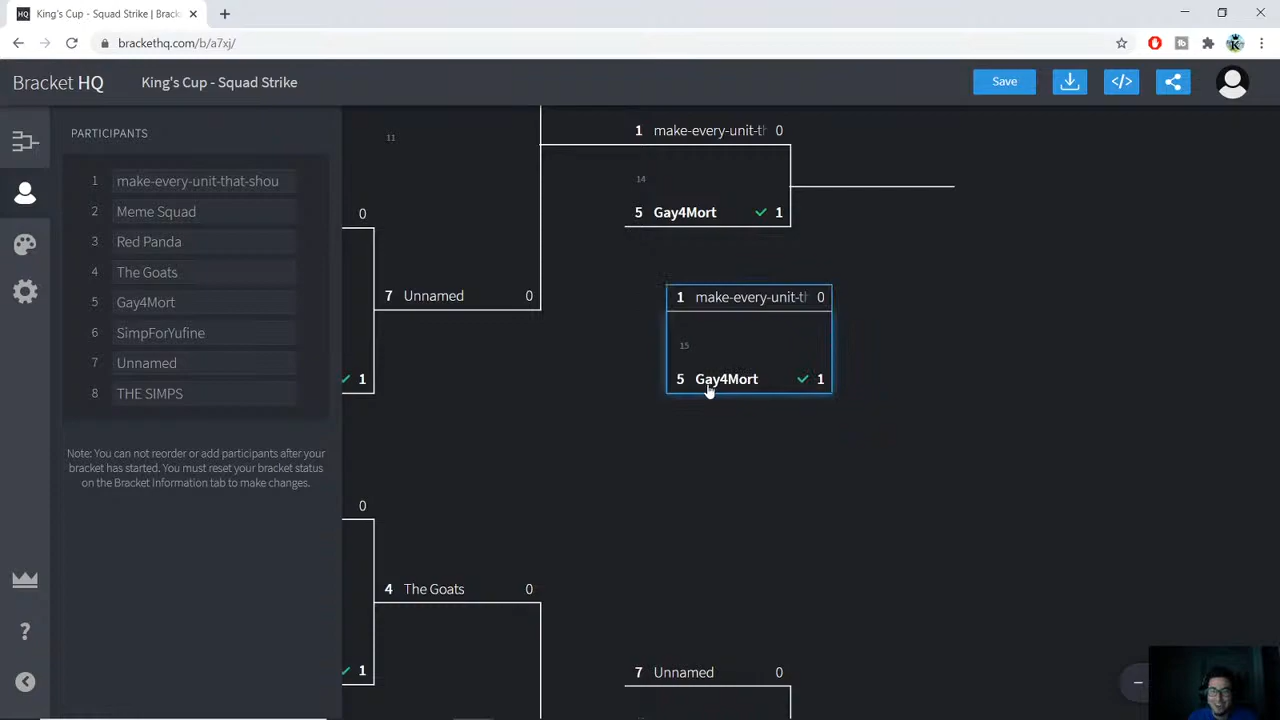 King's Cup - Squad Strike | Brack
brackethq.com/b/a7xj/
Bracket HQ
King's Cup - Squad Strike
Save
PARTICIPANTS
1 make-every-unit-that-shou
2 Meme Squad
3 Red Panda
4 The Goats
5 Gay4Mort
6 SimpForYufine
7 Unnamed
8 THE SIMPS
Note: You can not reorder or add participants after your
bracket has started. You must reset your bracket status
on the Bracket Information tab to make changes.
11
0
7 Unnamed 0
1
0
4 The Goats 0
1
1 make-every-unit-th 0
14
5 Gay4Mort 1
1 make-every-unit-th 0
15
5 Gay4Mort 1
7 Unnamed 0